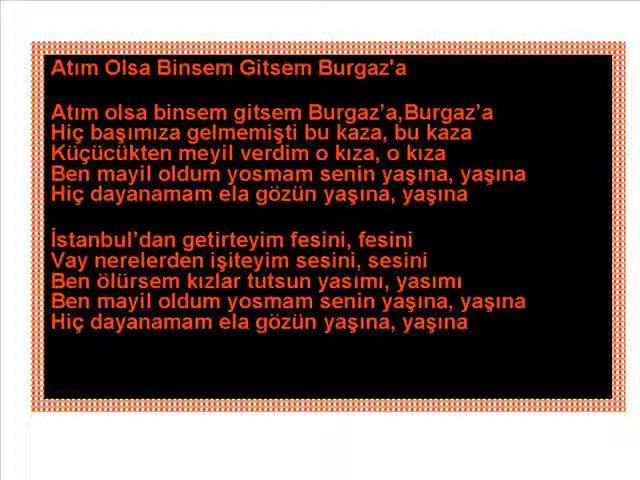 Atım Olsa Binsem Gitsem Burgaz'a
Atım olsa binsem gitsem Burgaz’a,Burgaz’a
Hiç başımıza gelmemişti bu kaza, bu kaza
Küçücükten meyil verdim o kıza, o kıza
Ben mayil oldum yosmam senin yaşına, yaşına
Hiç dayanamam ela gözün yaşına, yaşına
İstanbul’dan getirteyim fesini, fesini
Vay nerelerden işiteyim sesini, sesini
Ben ölürsem kızlar tutsun yasımı, yasımı
Ben mayil oldum yosmam senin yaşına, yaşına
Hiç dayanamam ela gözün yaşına, yaşına